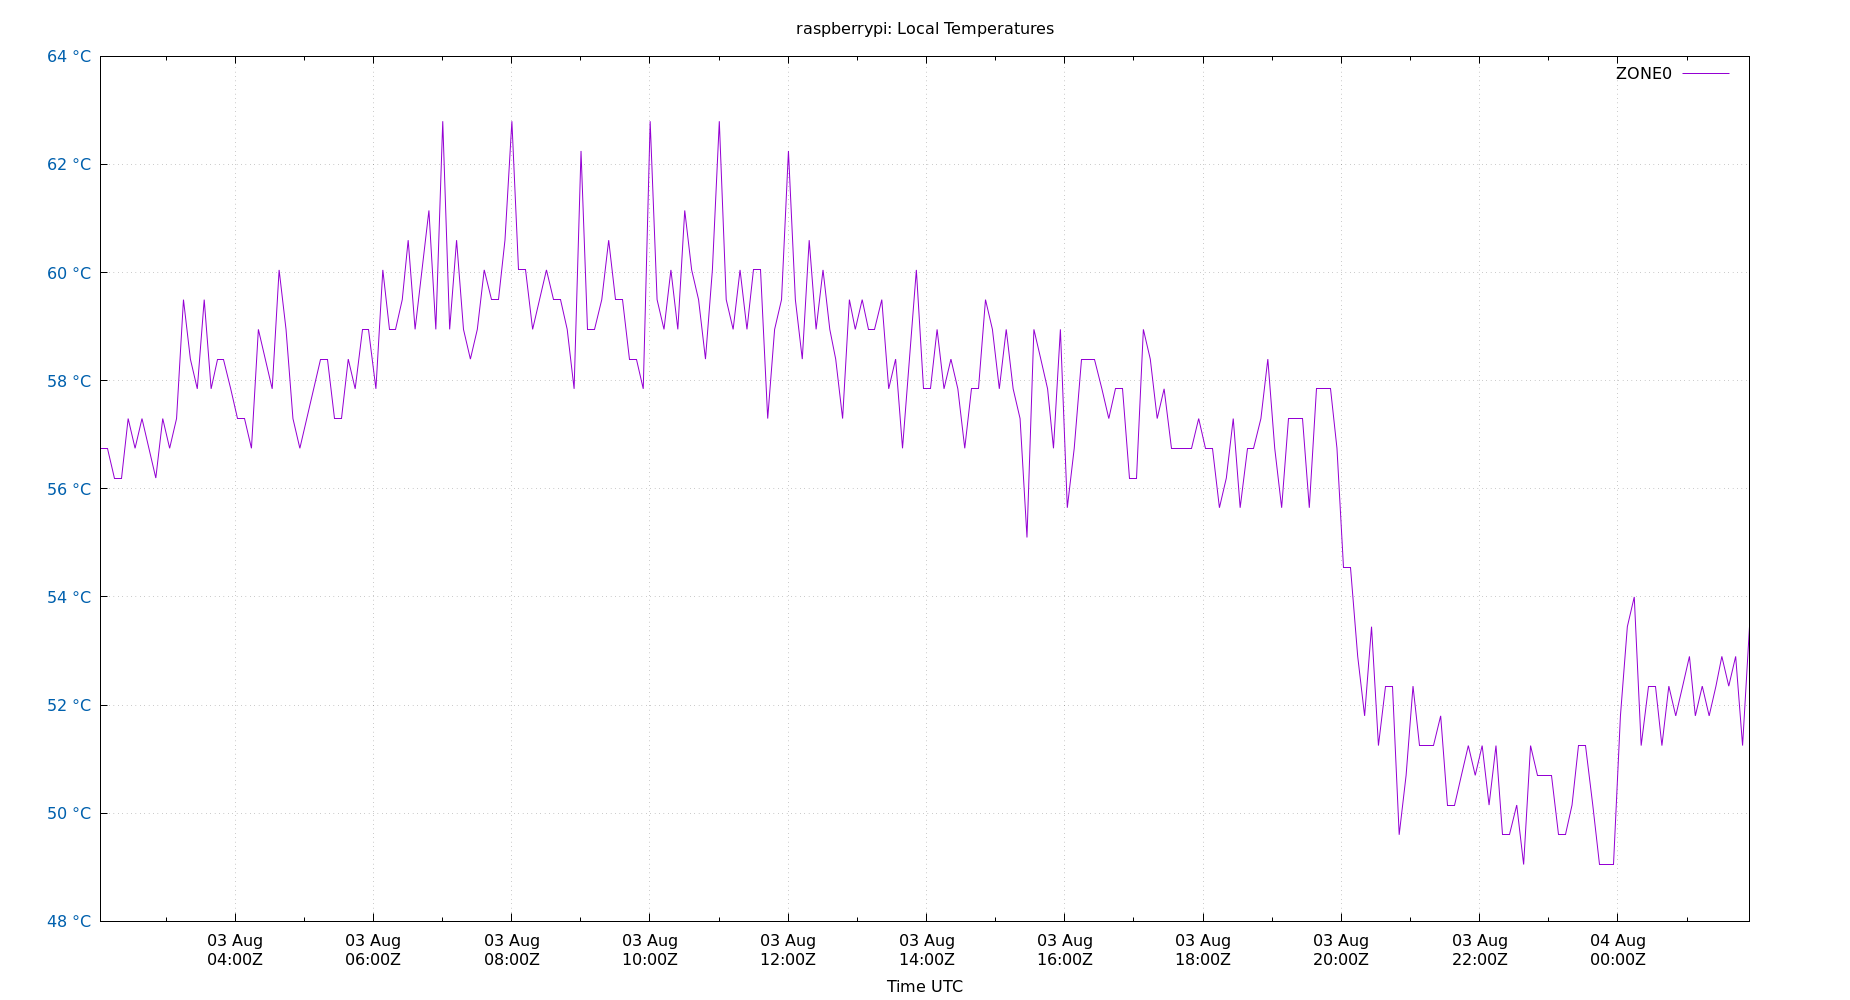 raspberrypi: Local Temperatures
ZONE0
64 °C
62 °C
60 °C
58 °C
56 °C
54 °C
52 °C
50 °C
48 °C
03 Aug 03 Aug 03 Aug 03 Aug 03 Aug 03 Aug 03 Aug 03 Aug 03 Aug 03 Aug 04 Aug
04:00Z 06:00Z 08:00Z 10:00Z 12:00Z 14:00Z 16:00Z 18:00Z 20:00Z 22:00Z 00:00Z
Time UTC